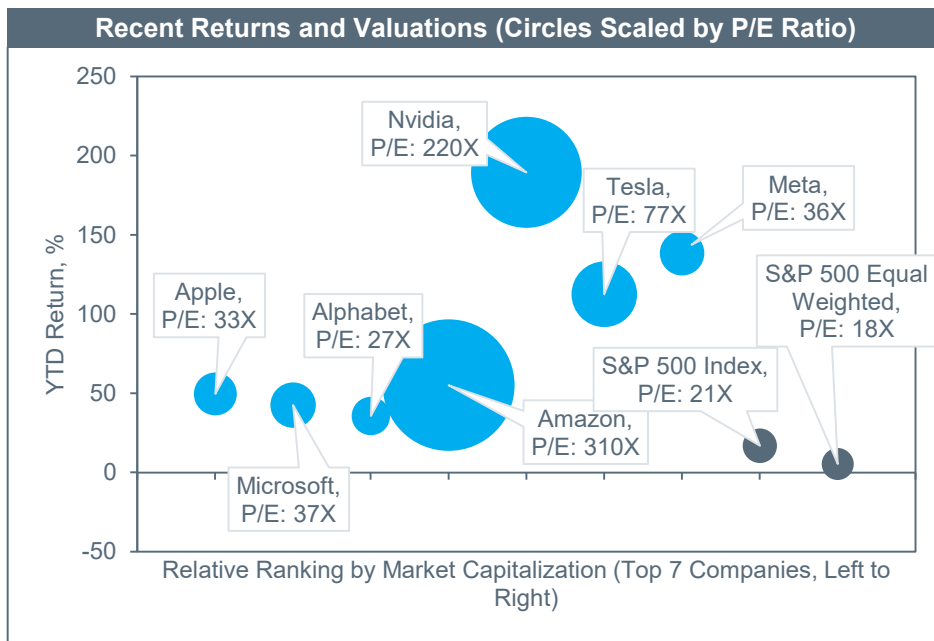 Recent Returns and Valuations (Circles Scaled by P/E Ratio)
YTD Return, %
250
200
150
100
50
0
-50
Nvidia,
P/E: 220X
Tesla,
P/E: 77X
Meta,
P/E: 36X
S&P 500 Equal
Weighted,
P/E: 18X
Apple,
P/E: 33X
Alphabet,
P/E: 27X
S&P 500 Index,
P/E: 21X
Amazon,
P/E: 310X
Microsoft,
P/E: 37X
Relative Ranking by Market Capitalization (Top 7 Companies, Left to
Right)